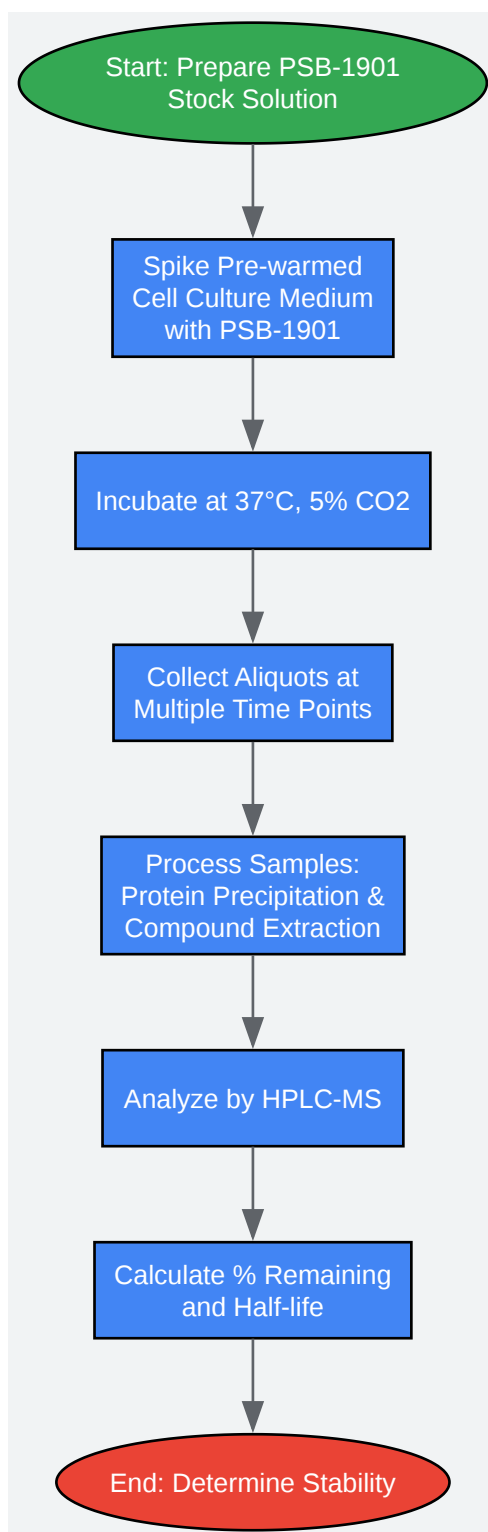 Start: Prepare PSB-1901
Stock Solution
Spike Pre-warmed
Cell Culture Medium
with PSB-1901
Incubate at 37°C, 5% CO2
Collect Aliquots at
Multiple Time Points
Process Samples:
Protein Precipitation &
Compound Extraction
Analyze by HPLC-MS
Calculate % Remaining
and Half-life
End: Determine Stability